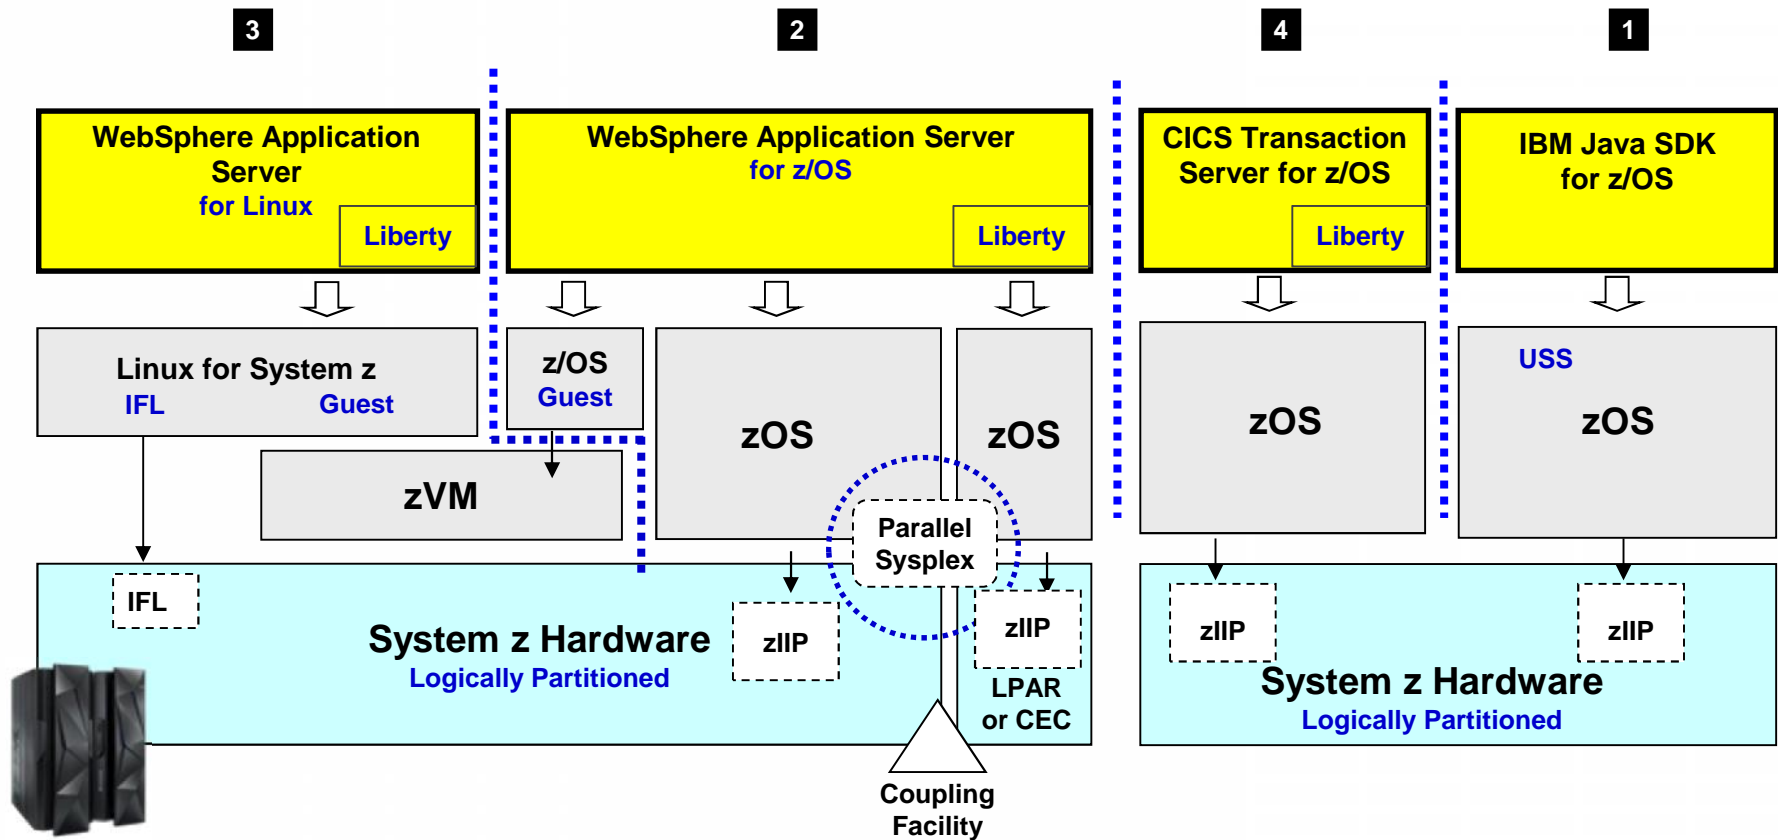 3
2
4
1
WebSphere Application
Server
for Linux
Liberty
WebSphere Application Server
for z/OS
Liberty
CICS Transaction
Server for z/OS
Liberty
IBM Java SDK
for z/OS
Linux for System z
IFL
Guest
z/OS
Guest
zOS
zOS
zOS
USS
zOS
zVM
Parallel
Sysplex
IFL
System z Hardware
Logically Partitioned
zIIP
zIIP
LPAR
or CEC
zIIP
zIIP
System z Hardware
Logically Partitioned
Coupling
Facility